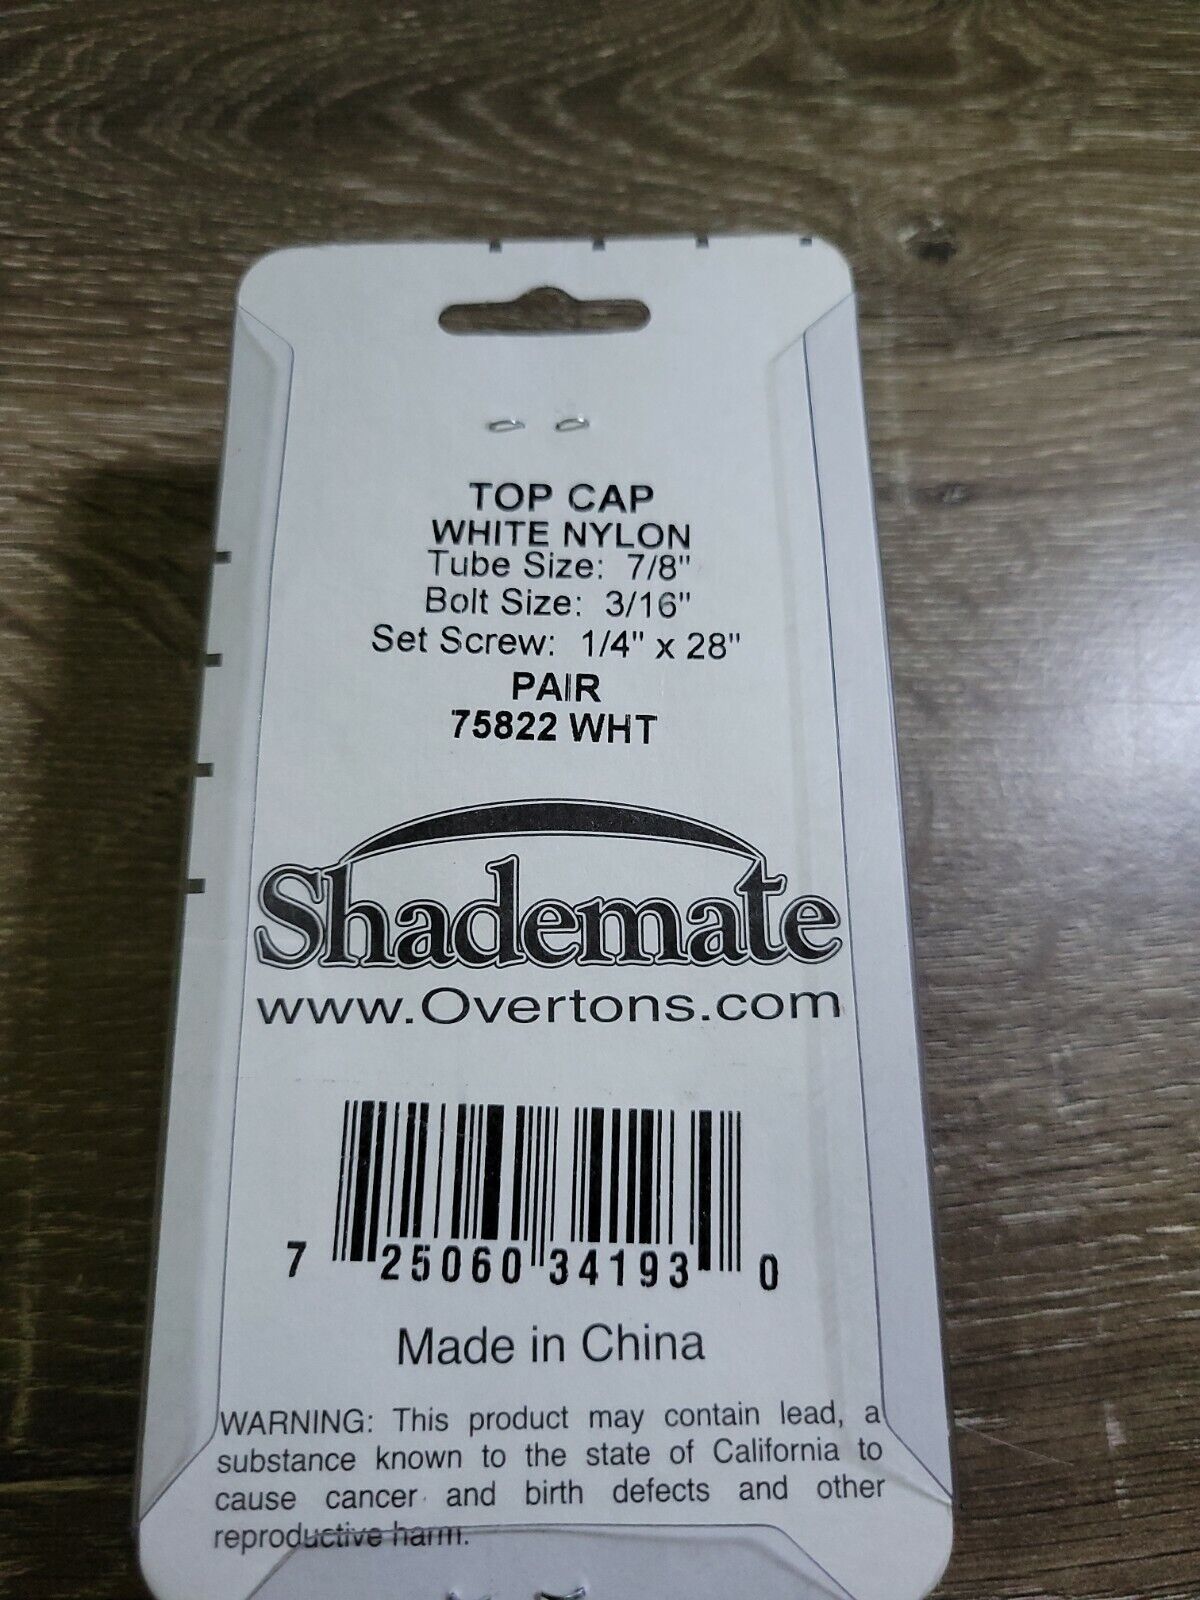 TOP CAP
WHITE NYLON
Tube Size: 7/8"
Bolt Size: 3/16"
Set Screw: 1/4" x 28"
PAIR
75822 WHT
Shademate
www.Overtons.com
7 25060 34193 0
Made in China
WARNING: This product may contain lead, a
substance known to the state of California to
cause cancer and birth defects and other
reproductive harm.